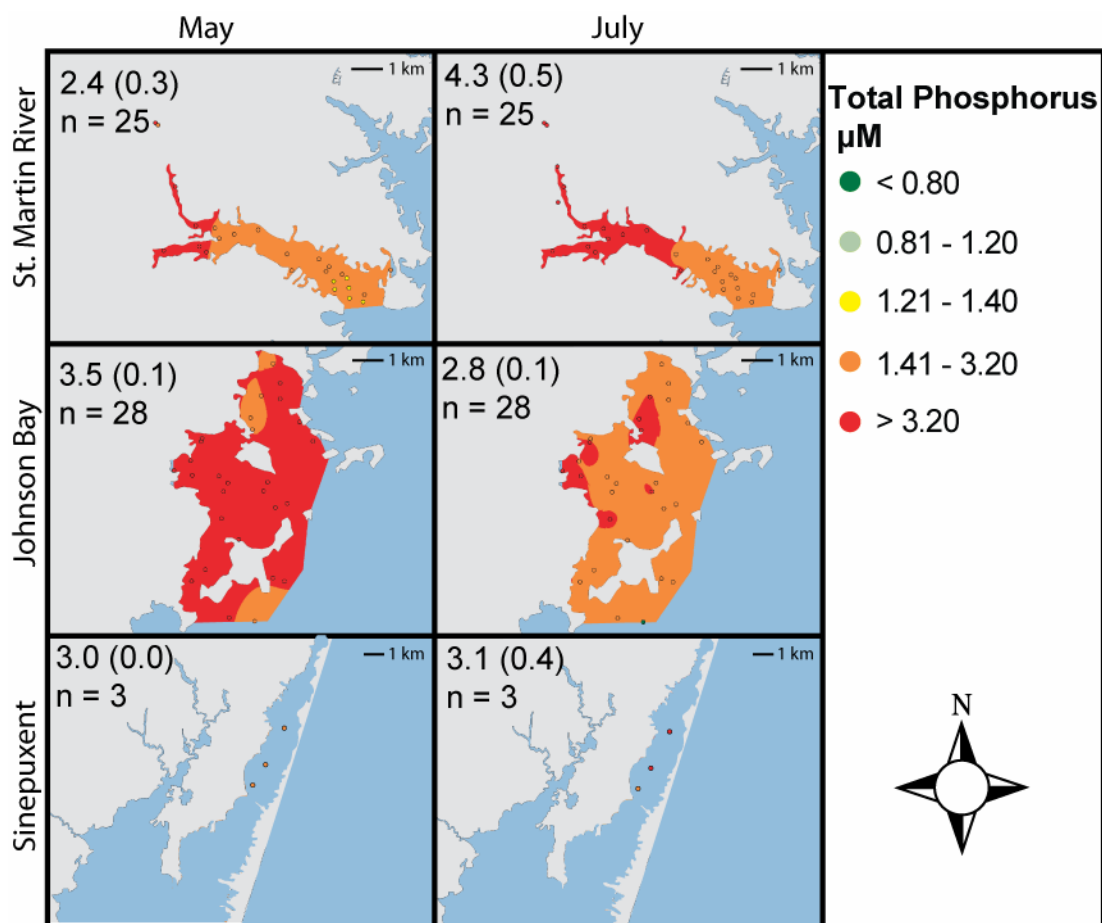 May
July
St. Martin River
2.4 (0.3)
n = 25
1 km
4.3 (0.5)
n = 25
1 km
Johnson Bay
3.5 (0.1)
n = 28
1 km
2.8 (0.1)
n = 28
1 km
Sinepuxent
3.0 (0.0)
n = 3
1 km
3.1 (0.4)
n = 3
1 km
Total Phosphorus
µM
< 0.80
0.81 - 1.20
1.21 - 1.40
1.41 - 3.20
> 3.20
N